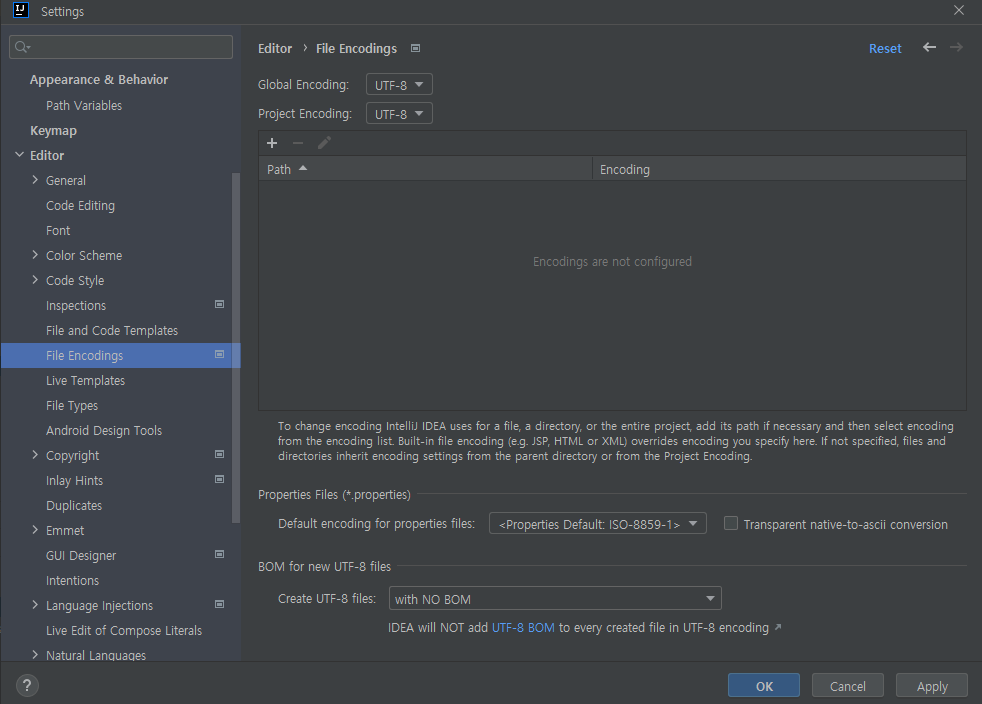 IJ
Settings
Appearance & Behavior
Path Variables
Keymap
Editor
General
Code Editing
Font
Color Scheme
Code Style
Inspections
File and Code Templates
File Encodings
Live Templates
File Types
Android Design Tools
Copyright
Inlay Hints
Duplicates
Emmet
GUI Designer
Intentions
Language Injections
Live Edit of Compose Literals
Natural Languages
Editor › File Encodings
Reset
Global Encoding: UTF-8
Project Encoding: UTF-8
Path Encoding
Encodings are not configured
To change encoding IntelliJ IDEA uses for a file, a directory, or the entire project, add its path if necessary and then select encoding
from the encoding list. Built-in file encoding (e.g. JSP, HTML or XML) overrides encoding you specify here. If not specified, files and
directories inherit encoding settings from the parent directory or from the Project Encoding.
Properties Files (*.properties)
Default encoding for properties files: <Properties Default: ISO-8859-1> Transparent native-to-ascii conversion
BOM for new UTF-8 files
Create UTF-8 files: with NO BOM
IDEA will NOT add UTF-8 BOM to every created file in UTF-8 encoding ↗
?
OK Cancel Apply